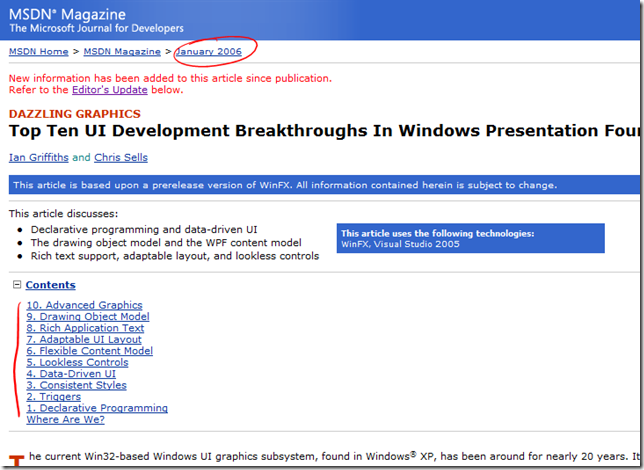 MSDN® Magazine
The Microsoft Journal for Developers
MSDN Home > MSDN Magazine > January 2006
New information has been added to this article since publication.
Refer to the Editor's Update below.
DAZZLING GRAPHICS
Top Ten UI Development Breakthroughs In Windows Presentation Foun
Ian Griffiths and Chris Sells
This article is based upon a prerelease version of WinFX. All information contained herein is subject to change.
This article discusses:
• Declarative programming and data-driven UI
• The drawing object model and the WPF content model
• Rich text support, adaptable layout, and lookless controls
This article uses the following technologies:
WinFX, Visual Studio 2005
Contents
10. Advanced Graphics
9. Drawing Object Model
8. Rich Application Text
7. Adaptable UI Layout
6. Flexible Content Model
5. Lookless Controls
4. Data-Driven UI
3. Consistent Styles
2. Triggers
1. Declarative Programming
Where Are We?
The current Win32-based Windows UI graphics subsystem, found in Windows® XP, has been around for nearly 20 years. It